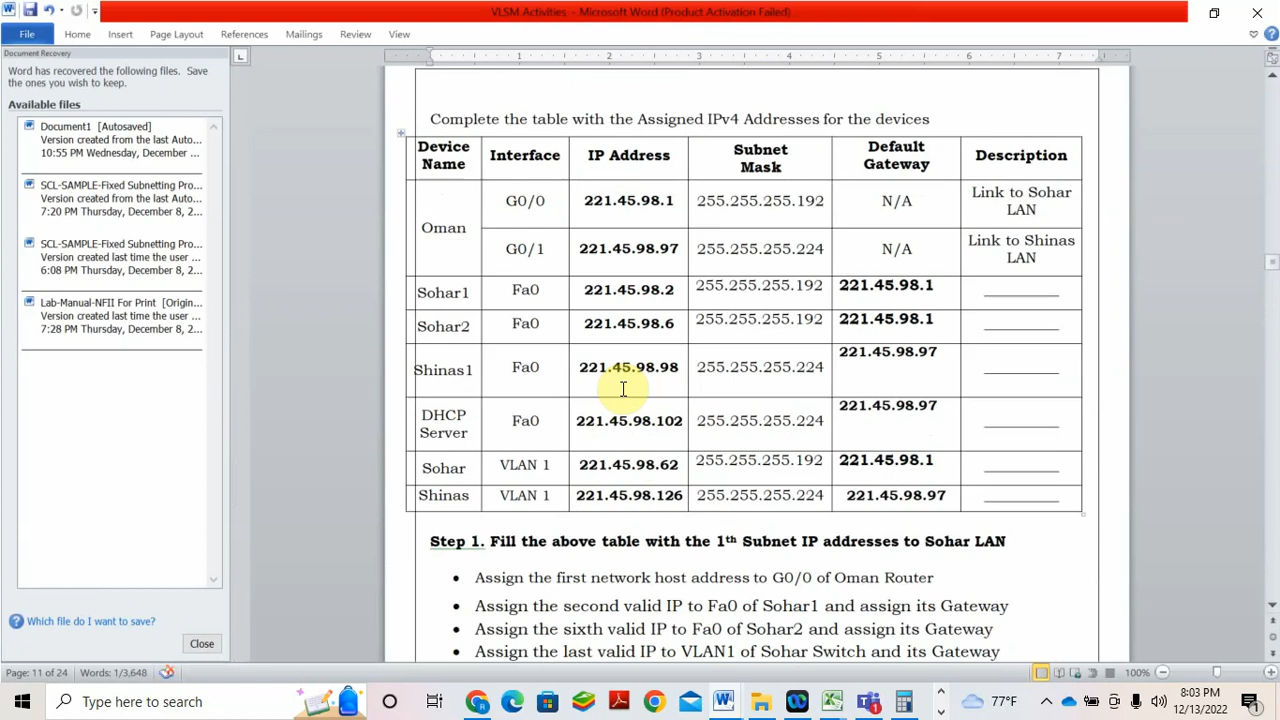 VLSM Activities - Microsoft Word (Product Activation Failed)
File Home Insert Page Layout References Mailings Review View
Document Recovery
Word has recovered the following files. Save
the ones you wish to keep.
Available files
Document1 [Autosaved]
Version created from the last Auto...
10:55 PM Wednesday, December ...
SCL-SAMPLE-Fixed Subnetting Pro...
Version created from the last Auto...
7:20 PM Thursday, December 8, 2...
SCL-SAMPLE-Fixed Subnetting Pro...
Version created last time the user ...
6:08 PM Thursday, December 8, 2...
Lab-Manual-NFII For Print [Origin...
Version created last time the user ...
7:28 PM Thursday, December 8, 2...
Which file do I want to save?
Close
1 2 3 4 5 6 7
Complete the table with the Assigned IPv4 Addresses for the devices
Device Name Interface IP Address Subnet Mask Default Gateway Description
Oman G0/0 221.45.98.1 255.255.255.192 N/A Link to Sohar LAN
G0/1 221.45.98.97 255.255.255.224 N/A Link to Shinas LAN
Sohar1 Fa0 221.45.98.2 255.255.255.192 221.45.98.1
Sohar2 Fa0 221.45.98.6 255.255.255.192 221.45.98.1
Shinas1 Fa0 221.45.98.98 255.255.255.224 221.45.98.97
DHCP Server Fa0 221.45.98.102 255.255.255.224 221.45.98.97
Sohar VLAN 1 221.45.98.62 255.255.255.192 221.45.98.1
Shinas VLAN 1 221.45.98.126 255.255.255.224 221.45.98.97
Step 1. Fill the above table with the 1th Subnet IP addresses to Sohar LAN
• Assign the first network host address to G0/0 of Oman Router
• Assign the second valid IP to Fa0 of Sohar1 and assign its Gateway
• Assign the sixth valid IP to Fa0 of Sohar2 and assign its Gateway
• Assign the last valid IP to VLAN1 of Sohar Switch and its Gateway
Page: 11 of 24 Words: 1/3,648 100%
Type here to search
77°F
8:03 PM
12/13/2022